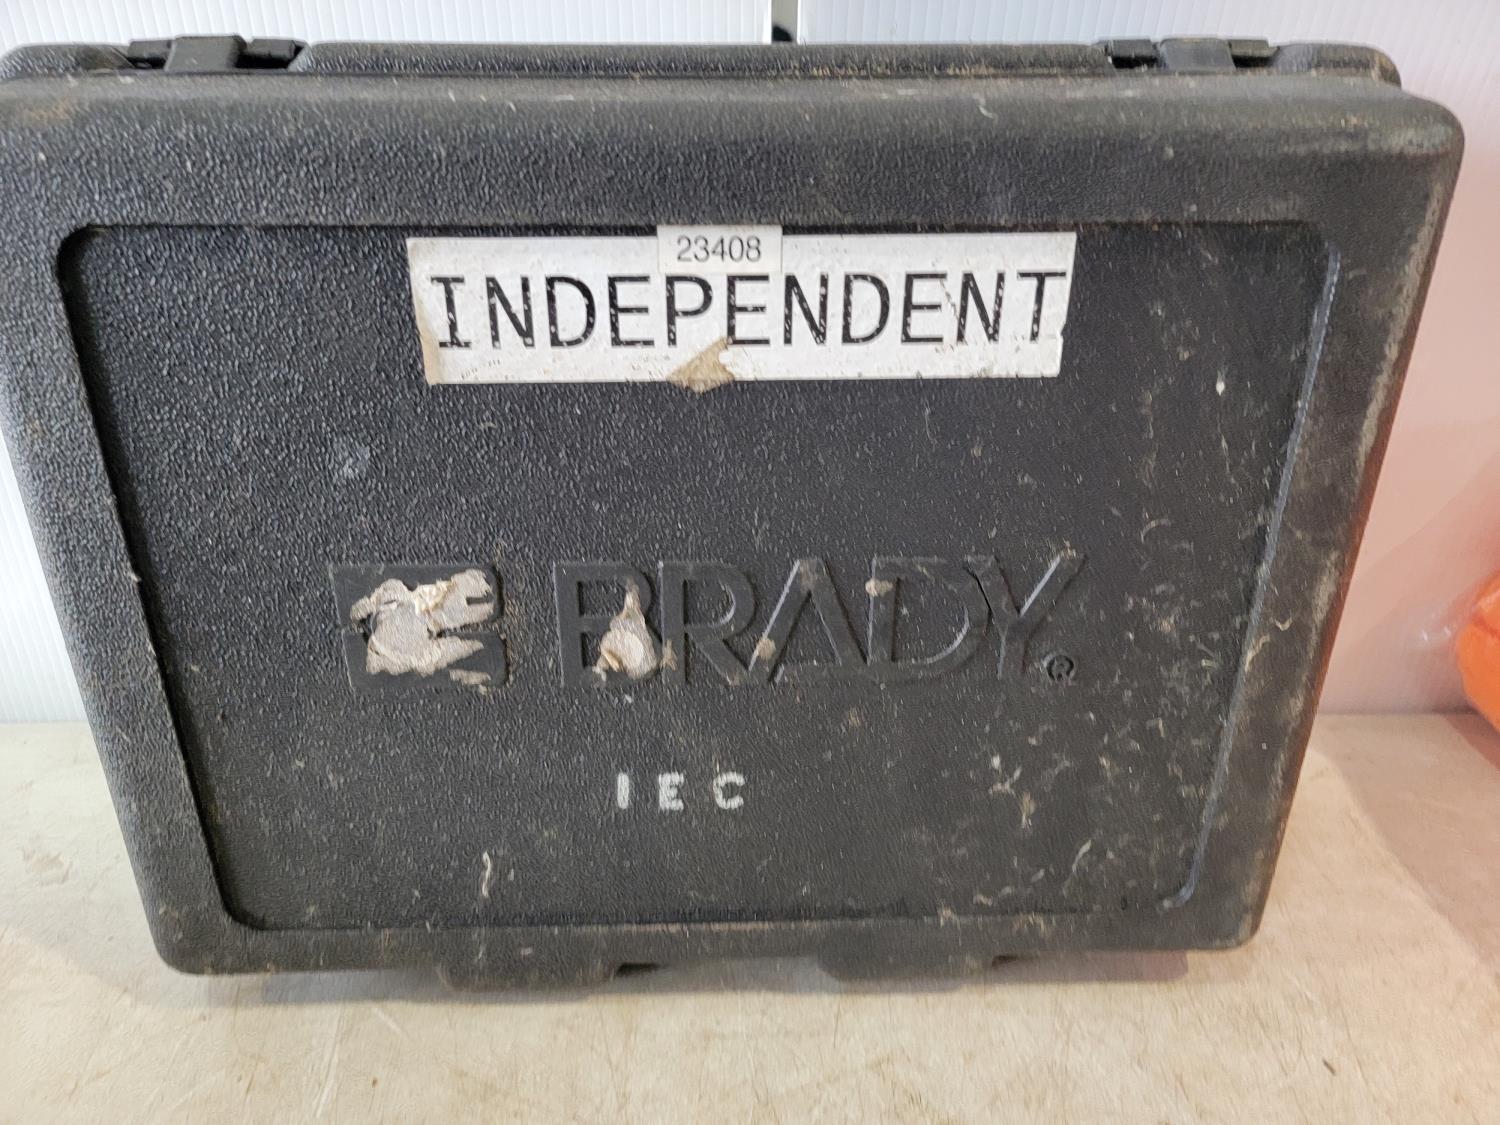 23408
INDEPENDENT
BRADY®
IEC